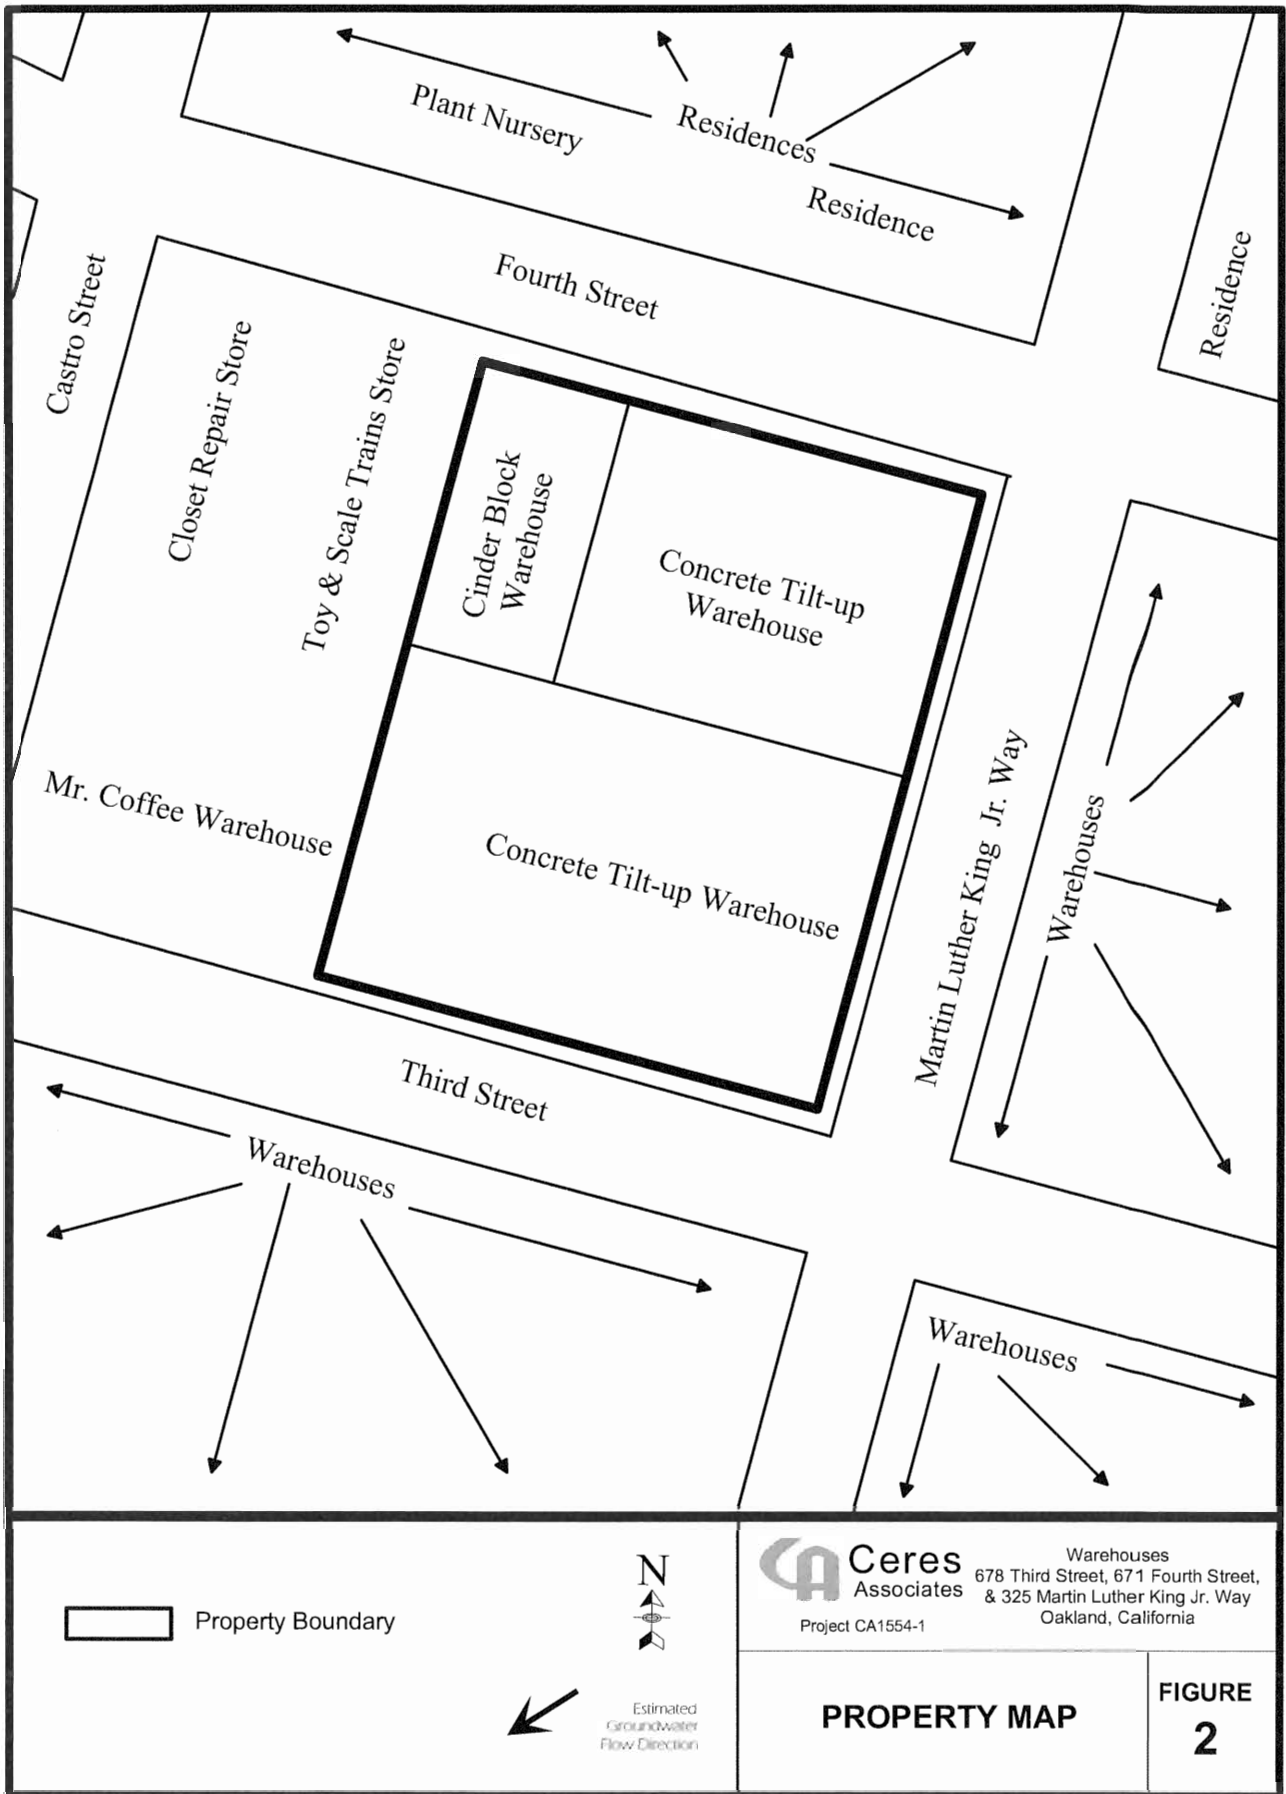 Plant Nursery
Residences
Residence
Residence
Fourth Street
Castro Street
Closet Repair Store
Toy & Scale Trains Store
Cinder Block
Warehouse
Concrete Tilt-up
Warehouse
Mr. Coffee Warehouse
Concrete Tilt-up Warehouse
Martin Luther King Jr. Way
Warehouses
Third Street
Warehouses
Warehouses
Property Boundary
N
Estimated
Groundwater
Flow Direction
CA
Ceres
Associates
Project CA1554-1
Warehouses
678 Third Street, 671 Fourth Street,
& 325 Martin Luther King Jr. Way
Oakland, California
PROPERTY MAP
FIGURE
2